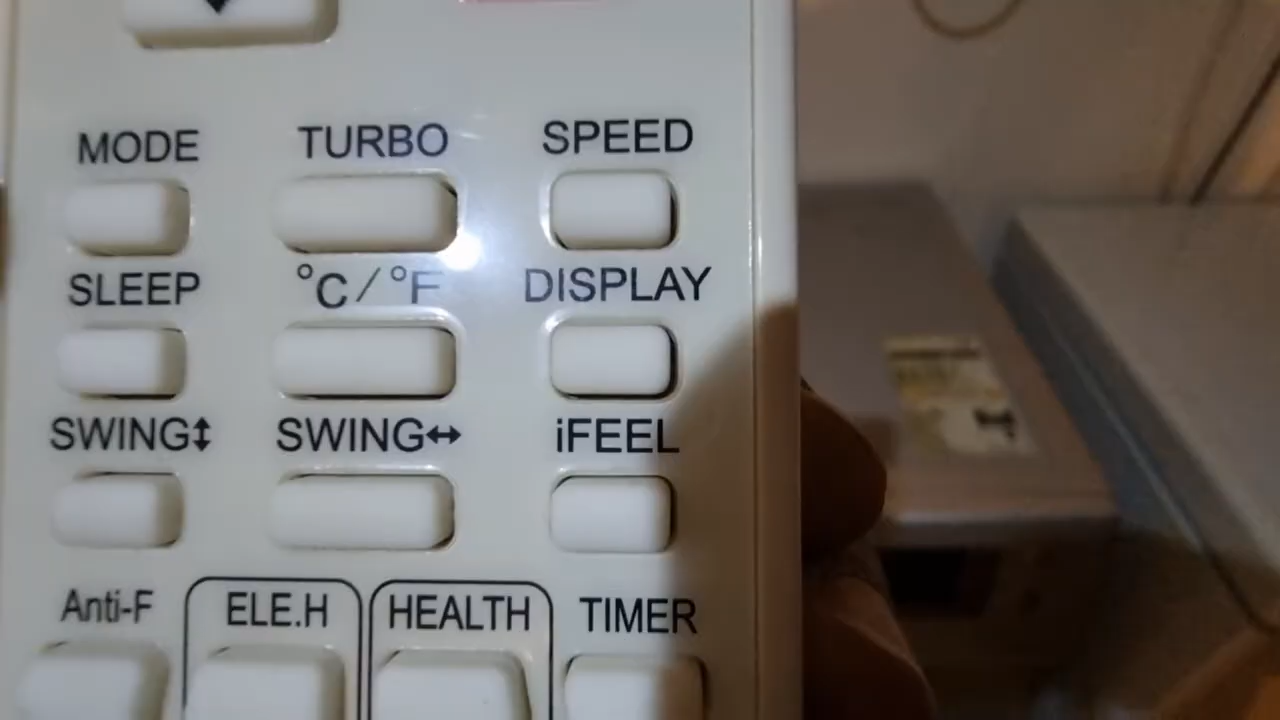 MODE TURBO SPEED
SLEEP °C/°F DISPLAY
SWING↕ SWING↔ iFEEL
Anti-F ELE.H HEALTH TIMER